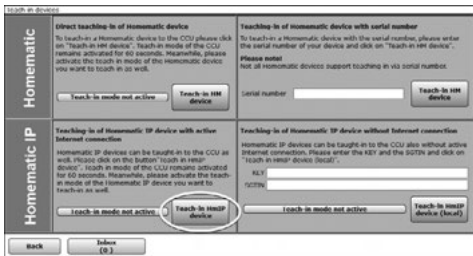 Teach in devices
Homematic
Direct teaching-in of Homematic device
To teach-in a Homematic device to the CCU please click
on "Teach-in HM device". Teach-in mode of the CCU
remains activated for 60 seconds. Meanwhile, please
activate the teach in mode of the Homematic device
you want to teach in as well.
Teach-in mode not active
Teach-in HM
device
Teaching-in of Homematic device with serial number
To teach-in a Homematic device with the serial number, please enter
the serial number of your device and click on "Teach-in HM device".
Please note!
Not all Homematic devices support teaching in via serial number.
Serial number
Teach-in HM
device
Homematic IP
Teaching-in of Homematic IP device with active
Internet connection
Homematic IP devices can be taught-in to the CCU as
well. Please click on the button "Teach in HmIP
device". Teach-in mode of the CCU remains activated
for 60 seconds. Meanwhile, please activate the teach-
in mode of the Homematic IP device you want to
teach-in as well.
Teach-in mode not active
Teach-in HmIP
device
Teaching-in of Homematic IP device without Internet connection
Homematic IP devices can be taught-in to the CCU also without active
Internet connection. Please enter the KEY and the SGTIN and click on
"Teach in HmIP device (local)".
KEY
SGTIN
Teach-in mode not active
Teach-in HmIP
device (local)
Back
Inbox
(0)